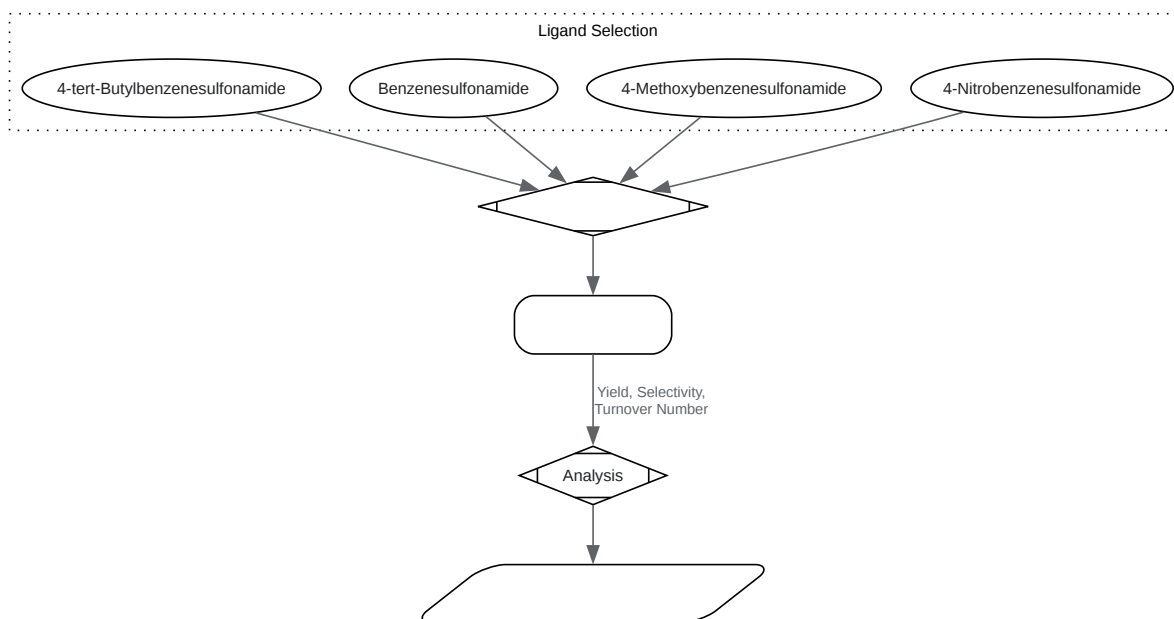 Ligand Selection
4-tert-Butylbenzenesulfonamide
Benzenesulfonamide
4-Methoxybenzenesulfonamide
4-Nitrobenzenesulfonamide
Yield, Selectivity,
Turnover Number
Analysis